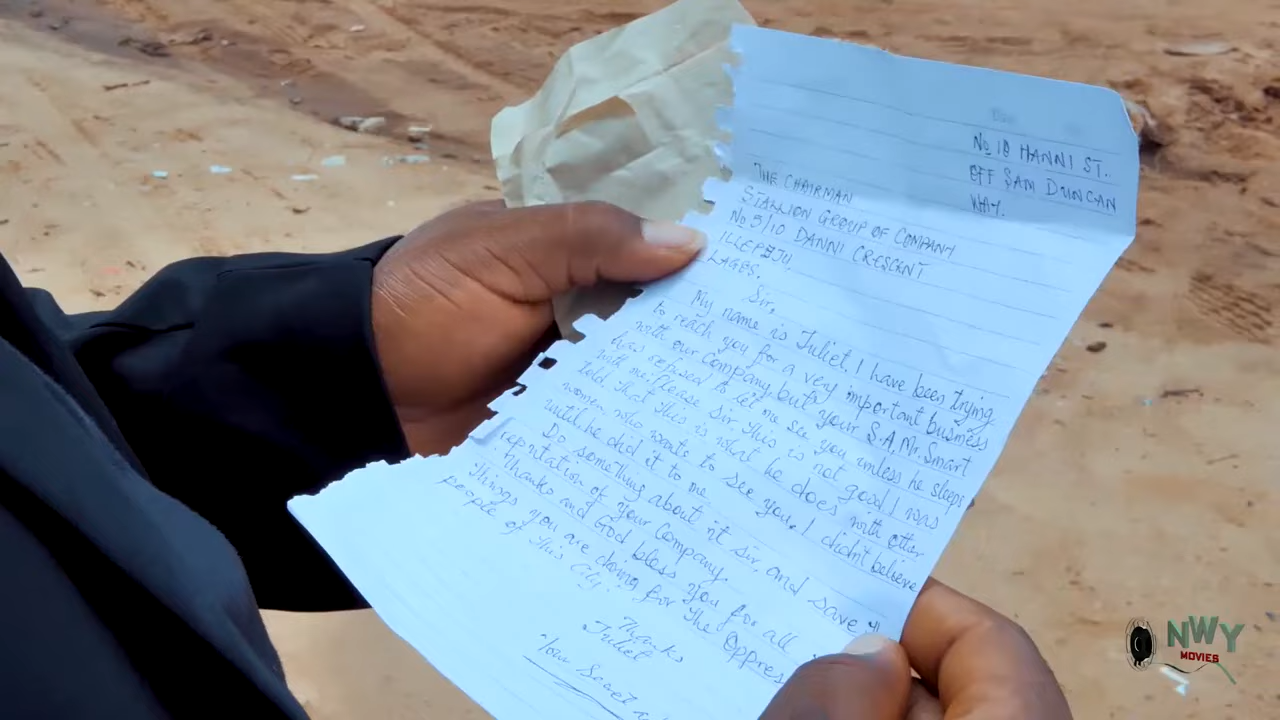 No 18 HANNI ST.
OFF SAM DUNCAN
WAY.
THE CHAIRMAN
STALLION GROUP OF CONPANY
No 5/10 DANNI CRESCENT
ILLEPEJU
LAGES.
Sir,
My name is Juliet. I have been trying
to reach you for a very important business
with our Company, but your S.A, Mr. Smart
has refused to let me see you unless he sleeps
with me. Please sir this is not good. I was
told that this is what he does with other
women who wants to see you. I didn't believe
until he did it to me
Do something about it sir, and save
reputation of your Company.
Thanks and God bless you for all
things you are doing for the Oppres
people of this city.
Thanks
Juliet
Your Secret
NWY
MOVIES